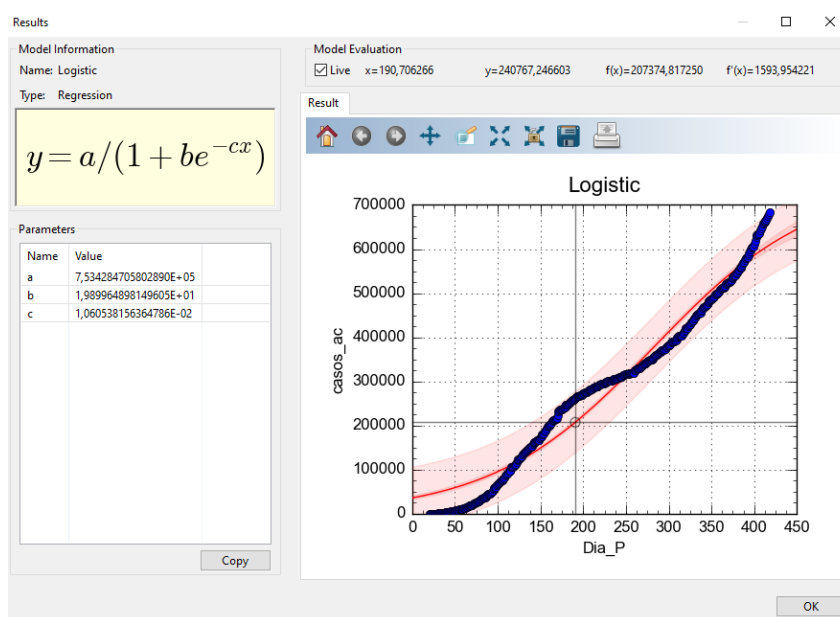 Results
Model Information
Name: Logistic
Type: Regression
y = a/(1 + be^{-cx})
Parameters
Name Value
a 7,534284705802890E+05
b 1,989964898149605E+01
c 1,060538156364786E-02
Copy
Model Evaluation
Live x=190,706266 y=240767,246603 f(x)=207374,817250 f'(x)=1593,954221
Result
Logistic
700000
600000
500000
400000
300000
200000
100000
0
casos_ac
0 50 100 150 200 250 300 350 400 450
Dia_P
OK